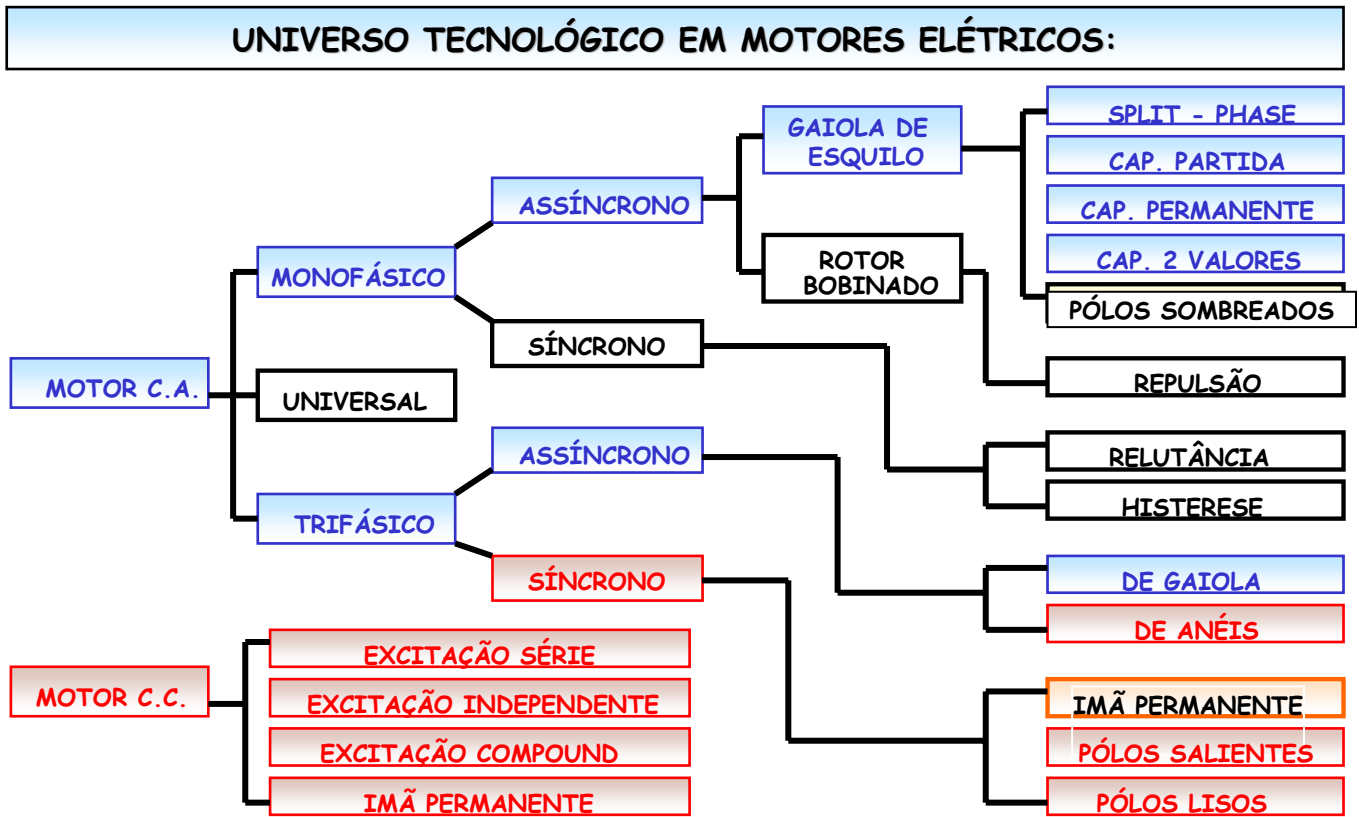 UNIVERSO TECNOLÓGICO EM MOTORES ELÉTRICOS:
MOTOR C.A.
MONOFÁSICO
UNIVERSAL
TRIFÁSICO
ASSÍNCRONO
SÍNCRONO
ASSÍNCRONO
SÍNCRONO
GAIOLA DE
ESQUILO
ROTOR
BOBINADO
SPLIT - PHASE
CAP. PARTIDA
CAP. PERMANENTE
CAP. 2 VALORES
PÓLOS SOMBREADOS
REPULSÃO
RELUTÂNCIA
HISTERESE
DE GAIOLA
DE ANÉIS
IMÃ PERMANENTE
PÓLOS SALIENTES
PÓLOS LISOS
MOTOR C.C.
EXCITAÇÃO SÉRIE
EXCITAÇÃO INDEPENDENTE
EXCITAÇÃO COMPOUND
IMÃ PERMANENTE